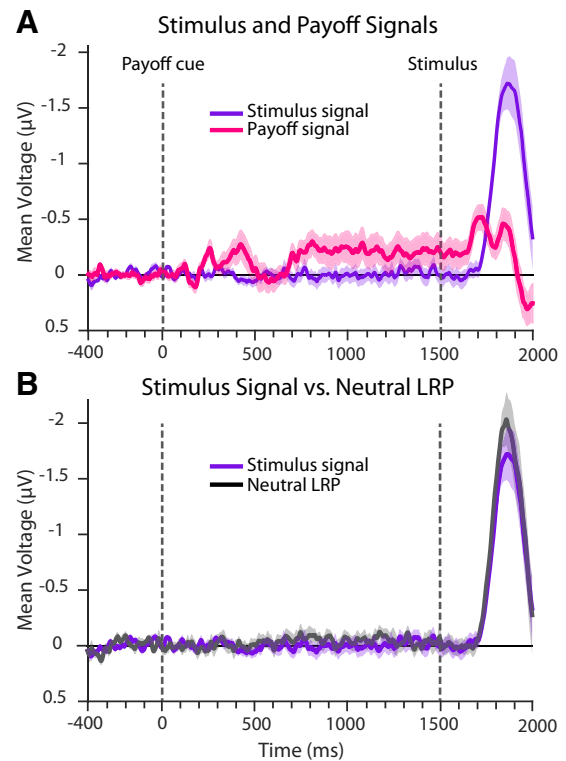 A
Stimulus and Payoff Signals
Payoff cue
Stimulus
Stimulus signal
Payoff signal
Mean Voltage (µV)
-2
-1.5
-1
-0.5
0
0.5
-400 0 500 1000 1500 2000
B
Stimulus Signal vs. Neutral LRP
Stimulus signal
Neutral LRP
Mean Voltage (µV)
-2
-1.5
-1
-0.5
0
0.5
-400 0 500 1000 1500 2000
Time (ms)